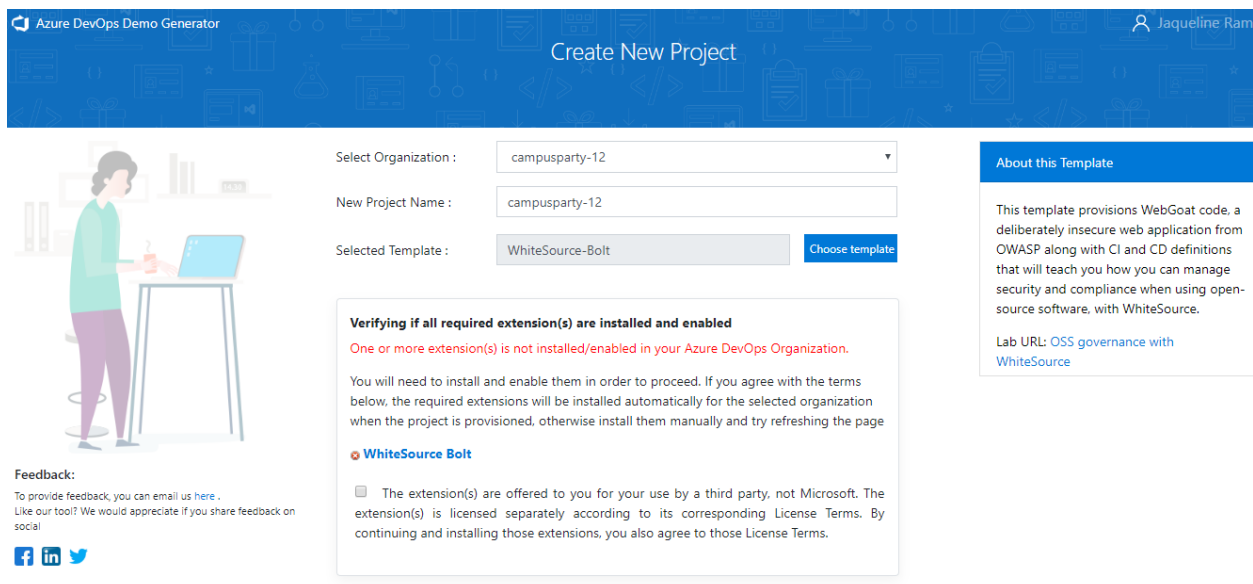 Azure DevOps Demo Generator
Jaqueline Ram
Create New Project
Select Organization :
campusparty-12
New Project Name :
campusparty-12
Selected Template :
WhiteSource-Bolt
Choose template
Verifying if all required extension(s) are installed and enabled
One or more extension(s) is not installed/enabled in your Azure DevOps Organization.
You will need to install and enable them in order to proceed. If you agree with the terms
below, the required extensions will be installed automatically for the selected organization
when the project is provisioned, otherwise install them manually and try refreshing the page
WhiteSource Bolt
The extension(s) are offered to you for your use by a third party, not Microsoft. The
extension(s) is licensed separately according to its corresponding License Terms. By
continuing and installing those extensions, you also agree to those License Terms.
About this Template
This template provisions WebGoat code, a
deliberately insecure web application from
OWASP along with CI and CD definitions
that will teach you how you can manage
security and compliance when using open-
source software, with WhiteSource.
Lab URL: OSS governance with
WhiteSource
Feedback:
To provide feedback, you can email us here .
Like our tool? We would appreciate if you share feedback on
social